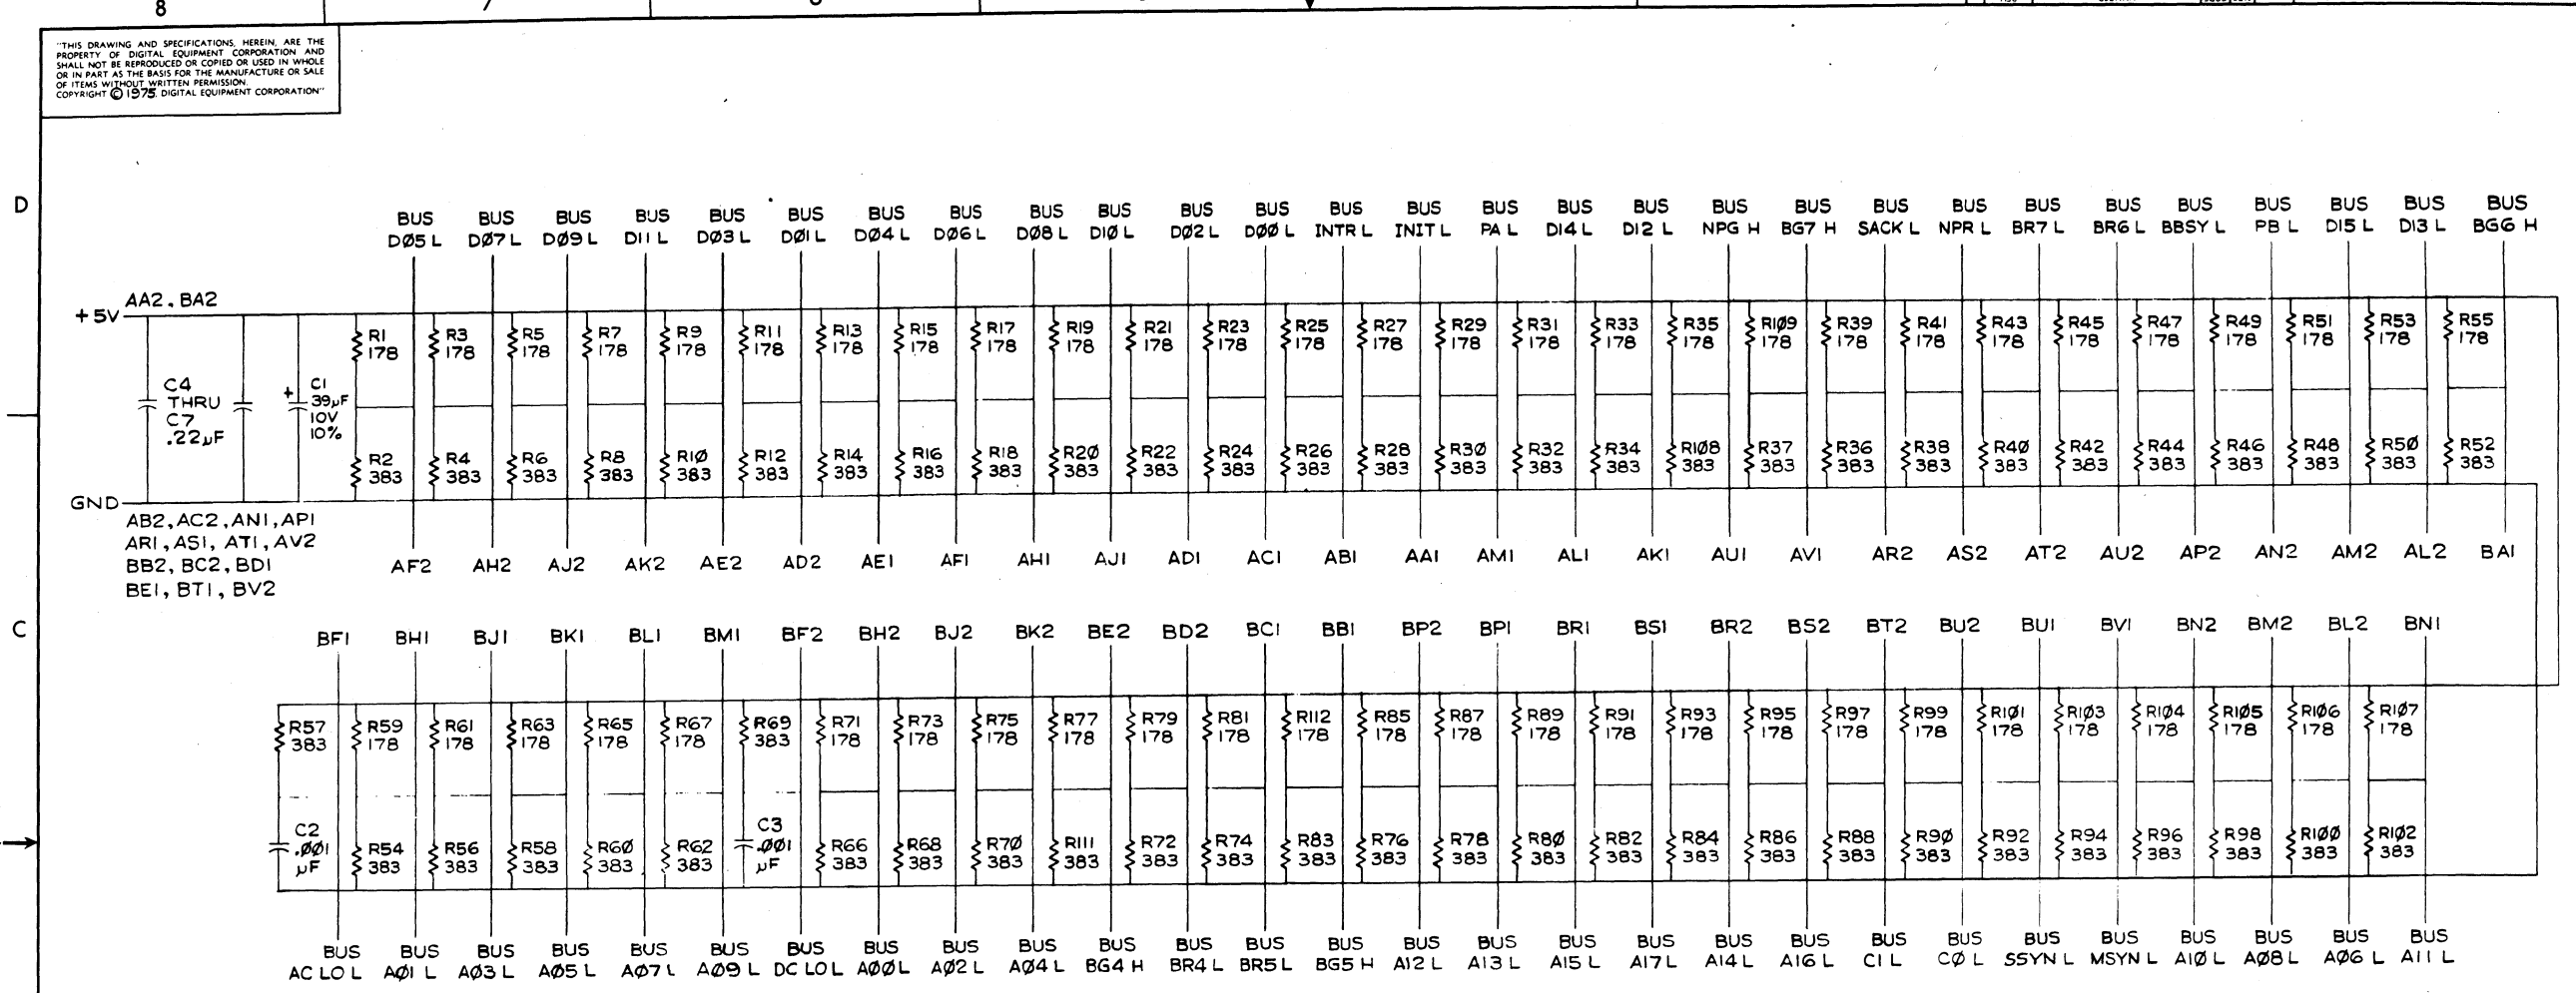 8
7
"THIS DRAWING AND SPECIFICATIONS, HEREIN, ARE THE
PROPERTY OF DIGITAL EQUIPMENT CORPORATION AND
SHALL NOT BE REPRODUCED OR COPIED OR USED IN WHOLE
OR IN PART AS THE BASIS FOR THE MANUFACTURE OR SALE
OF ITEMS WITHOUT WRITTEN PERMISSION.
COPYRIGHT © 1975, DIGITAL EQUIPMENT CORPORATION"
D
BUS BUS BUS BUS BUS BUS BUS BUS BUS BUS BUS BUS BUS BUS BUS BUS BUS BUS BUS BUS BUS BUS BUS BUS BUS BUS BUS BUS
DØ5 L DØ7 L DØ9 L D11 L DØ3 L DØ1 L DØ4 L DØ6 L DØ8 L D1Ø L DØ2 L DØØ L INTR L INIT L PA L D14 L D12 L NPG H BG7 H SACK L NPR L BR7 L BR6 L BBSY L PB L D15 L D13 L BG6 H
AA2, BA2
+5V
R1 R3 R5 R7 R9 R11 R13 R15 R17 R19 R21 R23 R25 R27 R29 R31 R33 R35 R1Ø9 R39 R41 R43 R45 R47 R49 R51 R53 R55
178 178 178 178 178 178 178 178 178 178 178 178 178 178 178 178 178 178 178 178 178 178 178 178 178 178 178 178
C4
THRU
C7
.22µF
+ C1
39µF
10V
10%
R2 R4 R6 R8 R1Ø R12 R14 R16 R18 R2Ø R22 R24 R26 R28 R3Ø R32 R34 R1Ø8 R37 R36 R38 R4Ø R42 R44 R46 R48 R5Ø R52
383 383 383 383 383 383 383 383 383 383 383 383 383 383 383 383 383 383 383 383 383 383 383 383 383 383 383 383
GND
AB2, AC2, AN1, AP1
AR1, AS1, AT1, AV2
BB2, BC2, BD1
BE1, BT1, BV2
AF2 AH2 AJ2 AK2 AE2 AD2 AE1 AF1 AH1 AJ1 AD1 AC1 AB1 AA1 AM1 AL1 AK1 AU1 AV1 AR2 AS2 AT2 AU2 AP2 AN2 AM2 AL2 BA1
C
BF1 BH1 BJ1 BK1 BL1 BM1 BF2 BH2 BJ2 BK2 BE2 BD2 BC1 BB1 BP2 BP1 BR1 BS1 BR2 BS2 BT2 BU2 BU1 BV1 BN2 BM2 BL2 BN1
R57 R59 R61 R63 R65 R67 R69 R71 R73 R75 R77 R79 R81 R112 R85 R87 R89 R91 R93 R95 R97 R99 R1Ø1 R1Ø3 R1Ø4 R1Ø5 R1Ø6 R1Ø7
383 178 178 178 178 178 383 178 178 178 178 178 178 178 178 178 178 178 178 178 178 178 178 178 178 178 178 178
C2
.ØØ1
µF
C3
.ØØ1
µF
R54 R56 R58 R6Ø R62 R66 R68 R7Ø R111 R72 R74 R83 R76 R78 R8Ø R82 R84 R86 R88 R9Ø R92 R94 R96 R98 R1ØØ R1Ø2
383 383 383 383 383 383 383 383 383 383 383 383 383 383 383 383 383 383 383 383 383 383 383 383 383 383
BUS BUS BUS BUS BUS BUS BUS BUS BUS BUS BUS BUS BUS BUS BUS BUS BUS BUS BUS BUS BUS BUS BUS BUS BUS BUS BUS BUS
AC LO L AØ1 L AØ3 L AØ5 L AØ7 L AØ9 L DC LO L AØØ L AØ2 L AØ4 L BG4 H BR4 L BR5 L BG5 H A12 L A13 L A15 L A17 L A14 L A16 L C1 L CØ L SSYN L MSYN L A1Ø L AØ8 L AØ6 L A11 L